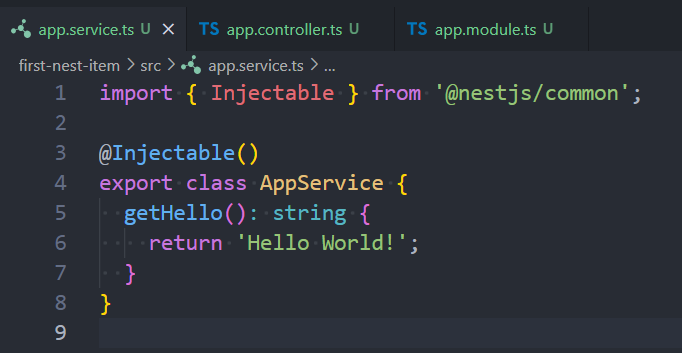 app.service.ts U × TS app.controller.ts U TS app.module.ts U
first-nest-item > src > app.service.ts > ...
1 import { Injectable } from '@nestjs/common';
2
3 @Injectable()
4 export class AppService {
5   getHello(): string {
6     return 'Hello World!';
7   }
8 }
9